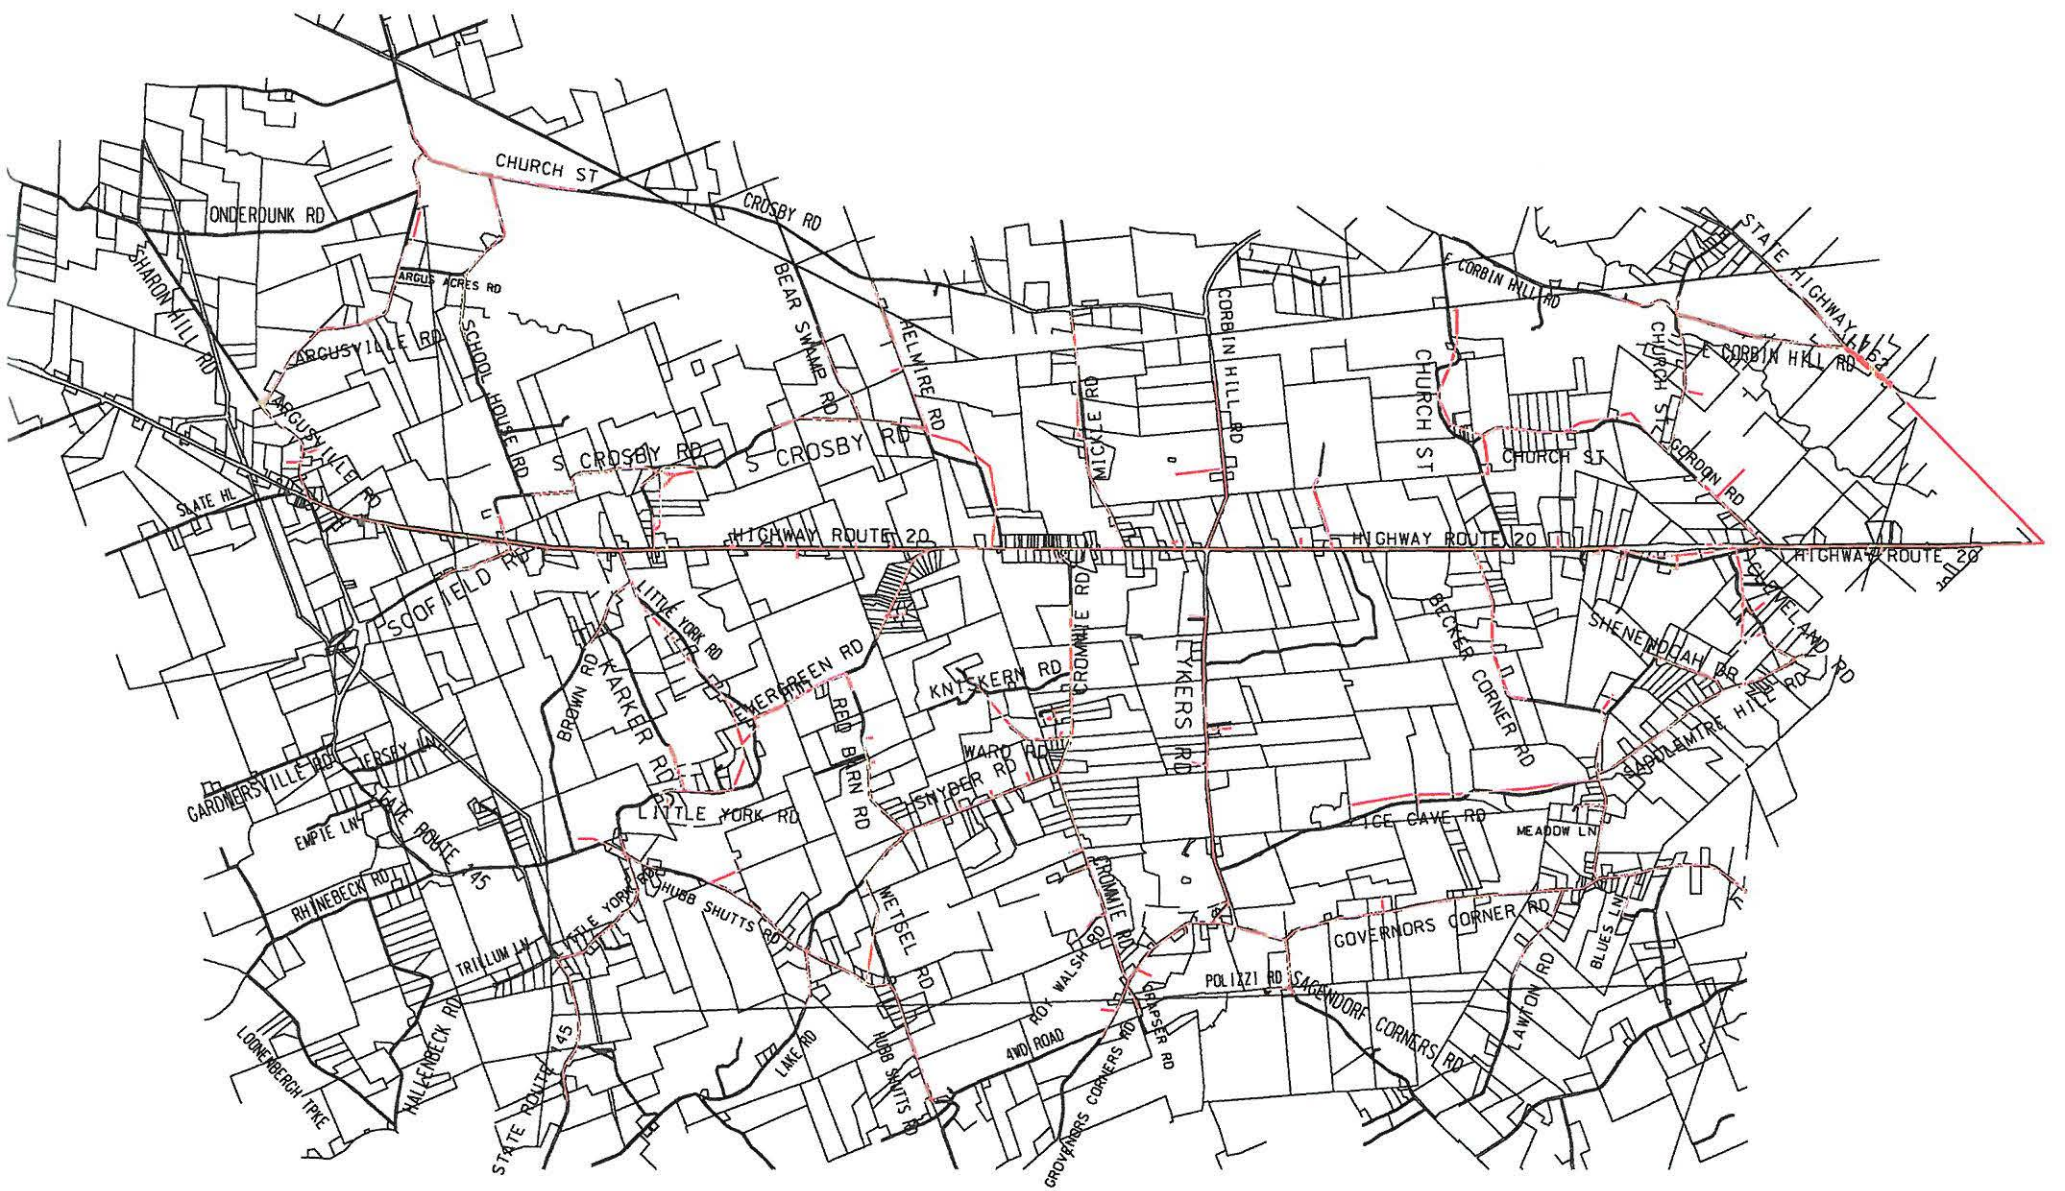 CHURCH ST
CROSBY RD
ONDERDUNK RD
STATE HIGHWAY
SHARON HILL RD
ARGUS ACRES RD
BEAR SWAMP RD
E CORBIN HILL RD
CORBIN HILL RD
HELMIRE RD
SCHOOL HOUSE RD
ARGUSVILLE RD
CHURCH ST
E CORBIN HILL RD
CHURCH ST
MICKLE RD
ARGUSVILLE RD
S CROSBY RD
S CROSBY RD
CHURCH ST
GORDON RD
SLATE HL
HIGHWAY ROUTE 20
HIGHWAY ROUTE 20
HIGHWAY ROUTE 20
SCOFIELD RD
LITTLE YORK RD
CLEVELAND RD
CROMMIE RD
BECKER CORNER RD
SHENENDOAH DR
BROWN RD
KARKER RD
EVERGREEN RD
KNISKERN RD
LYKERS RD
RED BARN RD
SADDLEMIRE HILL RD
WARD RD
JERSEY LN
GARDNERSVILLE RD
SNYDER RD
STATE ROUTE 145
LITTLE YORK RD
ICE CAVE RD
MEADOW LN
EMPIE LN
RHINEBECK RD
LITTLE YORK RD
HUBB SHUTTS RD
WETSEL RD
CROMMIE RD
GOVERNORS CORNER RD
BLUES LN
TRILLUM LN
ROY WALSH RD
POLIZZI RD
SAGENDORF CORNERS RD
LAWTON RD
GRAPSER RD
LOONENBERGH TPKE
HALLENBECK RD
STATE ROUTE 145
LAKE RD
HUBB SHUTTS RD
4WD ROAD
GROVENRS CORNERS RD